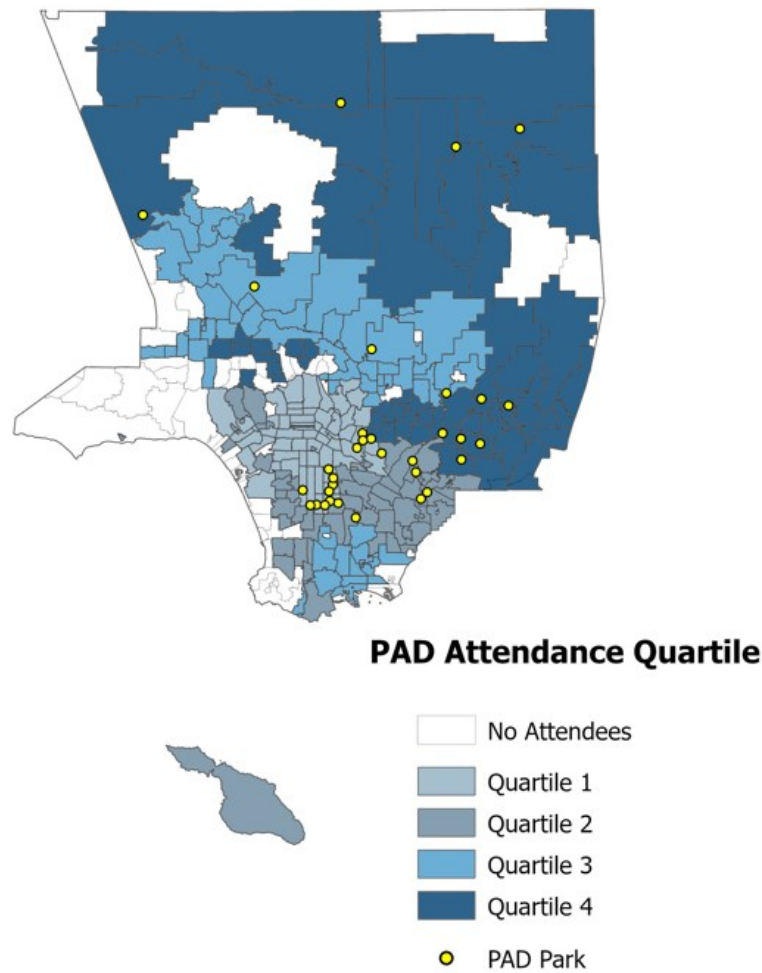 PAD Attendance Quartile
No Attendees
Quartile 1
Quartile 2
Quartile 3
Quartile 4
PAD Park